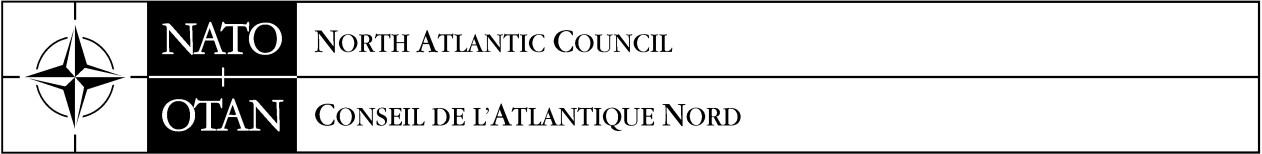 NATO
OTAN
NORTH ATLANTIC COUNCIL
CONSEIL DE L'ATLANTIQUE NORD